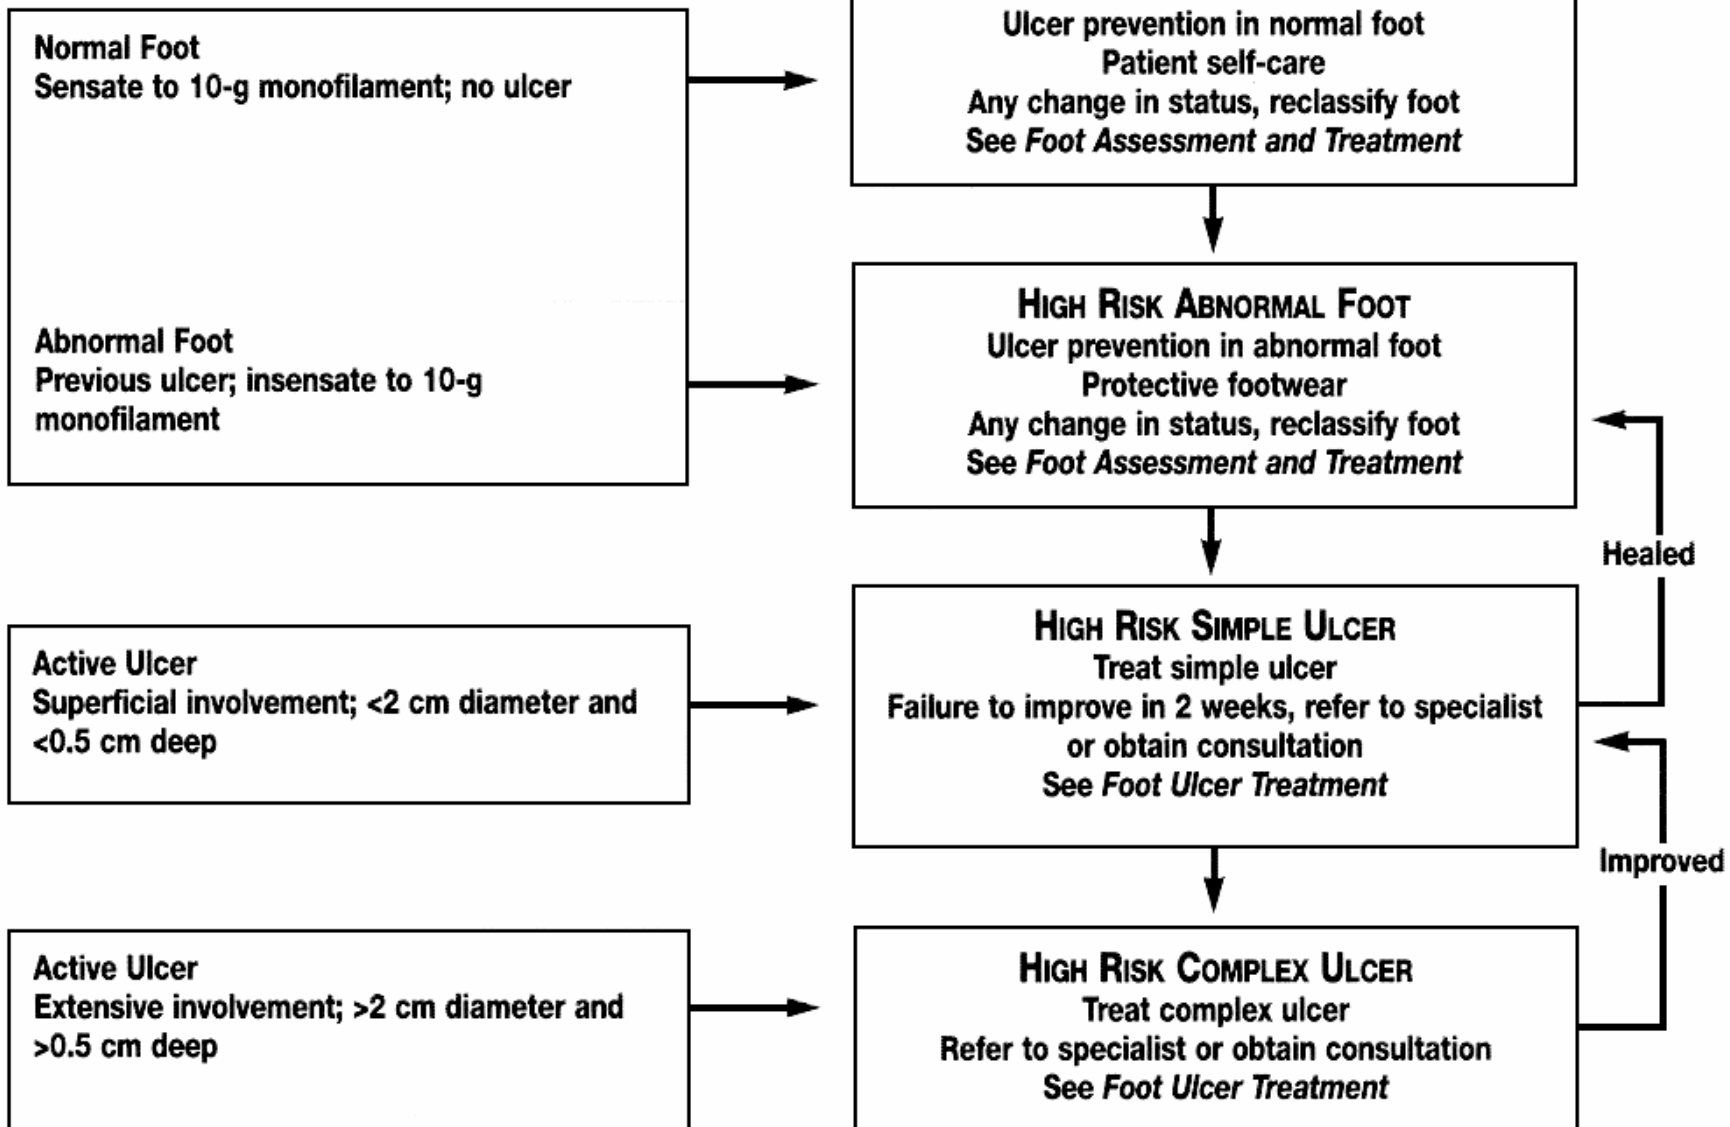 Normal Foot
Sensate to 10-g monofilament; no ulcer
Ulcer prevention in normal foot
Patient self-care
Any change in status, reclassify foot
See Foot Assessment and Treatment
Abnormal Foot
Previous ulcer; insensate to 10-g
monofilament
HIGH RISK ABNORMAL FOOT
Ulcer prevention in abnormal foot
Protective footwear
Any change in status, reclassify foot
See Foot Assessment and Treatment
Healed
Active Ulcer
Superficial involvement; <2 cm diameter and
<0.5 cm deep
HIGH RISK SIMPLE ULCER
Treat simple ulcer
Failure to improve in 2 weeks, refer to specialist
or obtain consultation
See Foot Ulcer Treatment
Improved
Active Ulcer
Extensive involvement; >2 cm diameter and
>0.5 cm deep
HIGH RISK COMPLEX ULCER
Treat complex ulcer
Refer to specialist or obtain consultation
See Foot Ulcer Treatment